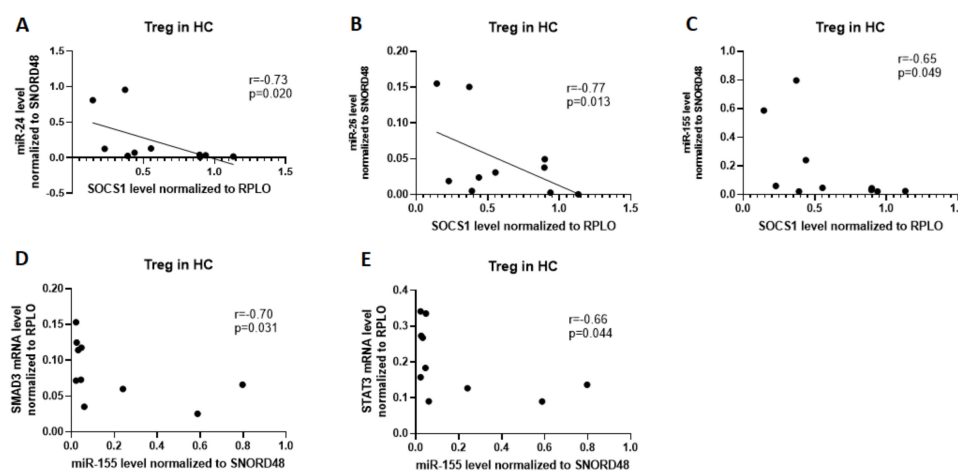 A
Treg in HC
r=-0.73
p=0.020
miR-24 level
normalized to SNORD48
1.5
1.0
0.5
0.0
-0.5
0.5
1.0
1.5
SOCS1 level normalized to RPLO
B
Treg in HC
r=-0.77
p=0.013
miR-26 level
normalized to SNORD48
0.20
0.15
0.10
0.05
0.00
0.0
0.5
1.0
1.5
SOCS1 level normalized to RPLO
C
Treg in HC
r=-0.65
p=0.049
miR-155 level
normalized to SNORD48
1.0
0.8
0.6
0.4
0.2
0.0
0.0
0.5
1.0
1.5
SOCS1 level normalized to RPLO
D
Treg in HC
r=-0.70
p=0.031
SMAD3 mRNA level
normalized to RPLO
0.20
0.15
0.10
0.05
0.00
0.0
0.2
0.4
0.6
0.8
1.0
miR-155 level normalized to SNORD48
E
Treg in HC
r=-0.66
p=0.044
STAT3 mRNA level
normalized to RPLO
0.4
0.3
0.2
0.1
0.0
0.0
0.2
0.4
0.6
0.8
1.0
miR-155 level normalized to SNORD48